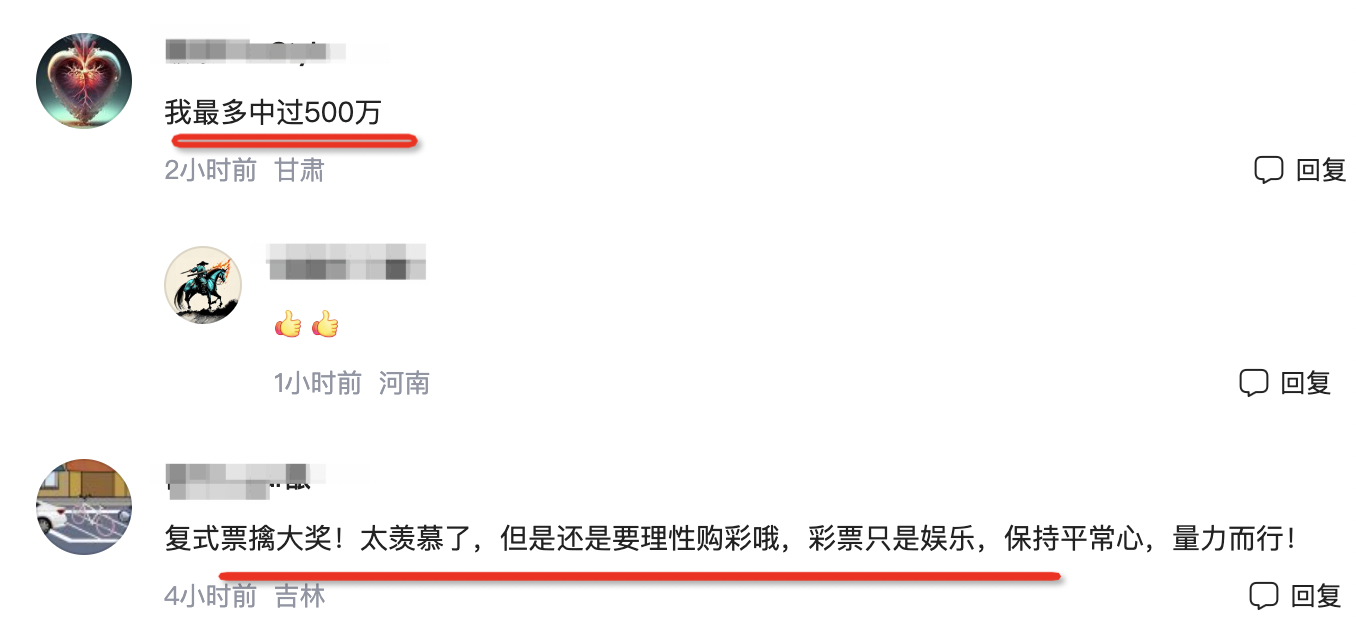 我最多中过500万
2小时前 甘肃
回复
👍👍
1小时前 河南
回复
复式票擒大奖！太羡慕了，但是还是要理性购彩哦，彩票只是娱乐，保持平常心，量力而行！
4小时前 吉林
回复